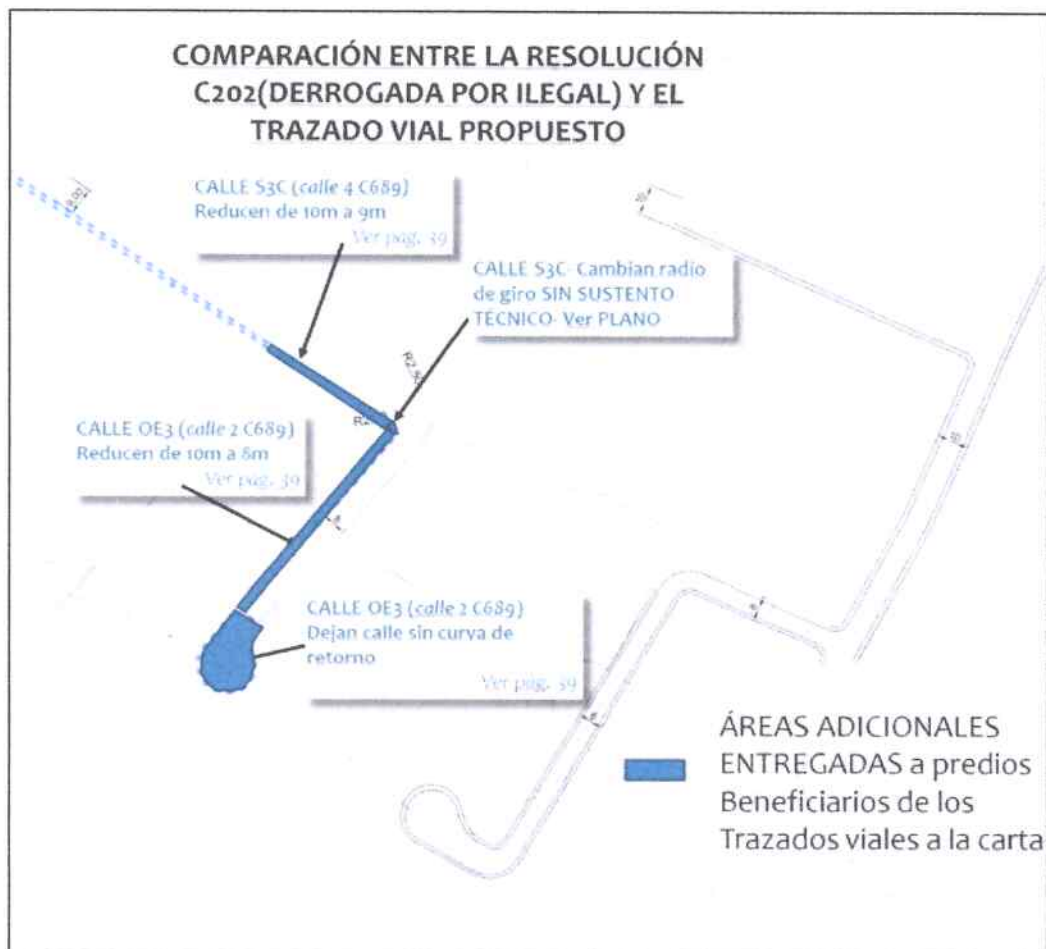 COMPARACIÓN ENTRE LA RESOLUCIÓN
C202(DERROGADA POR ILEGAL) Y EL
TRAZADO VIAL PROPUESTO
CALLE S3C (calle 4 C689)
Reducen de 10m a 9m
Ver pag. 39
CALLE S3C- Cambian radio
de giro SIN SUSTENTO
TÉCNICO- Ver PLANO
CALLE OE3 (calle 2 C689)
Reducen de 10m a 8m
Ver pag. 39
CALLE OE3 (calle 2 C689)
Dejan calle sin curva de
retorno
Ver pag. 39
ÁREAS ADICIONALES
ENTREGADAS a predios
Beneficiarios de los
Trazados viales a la carta